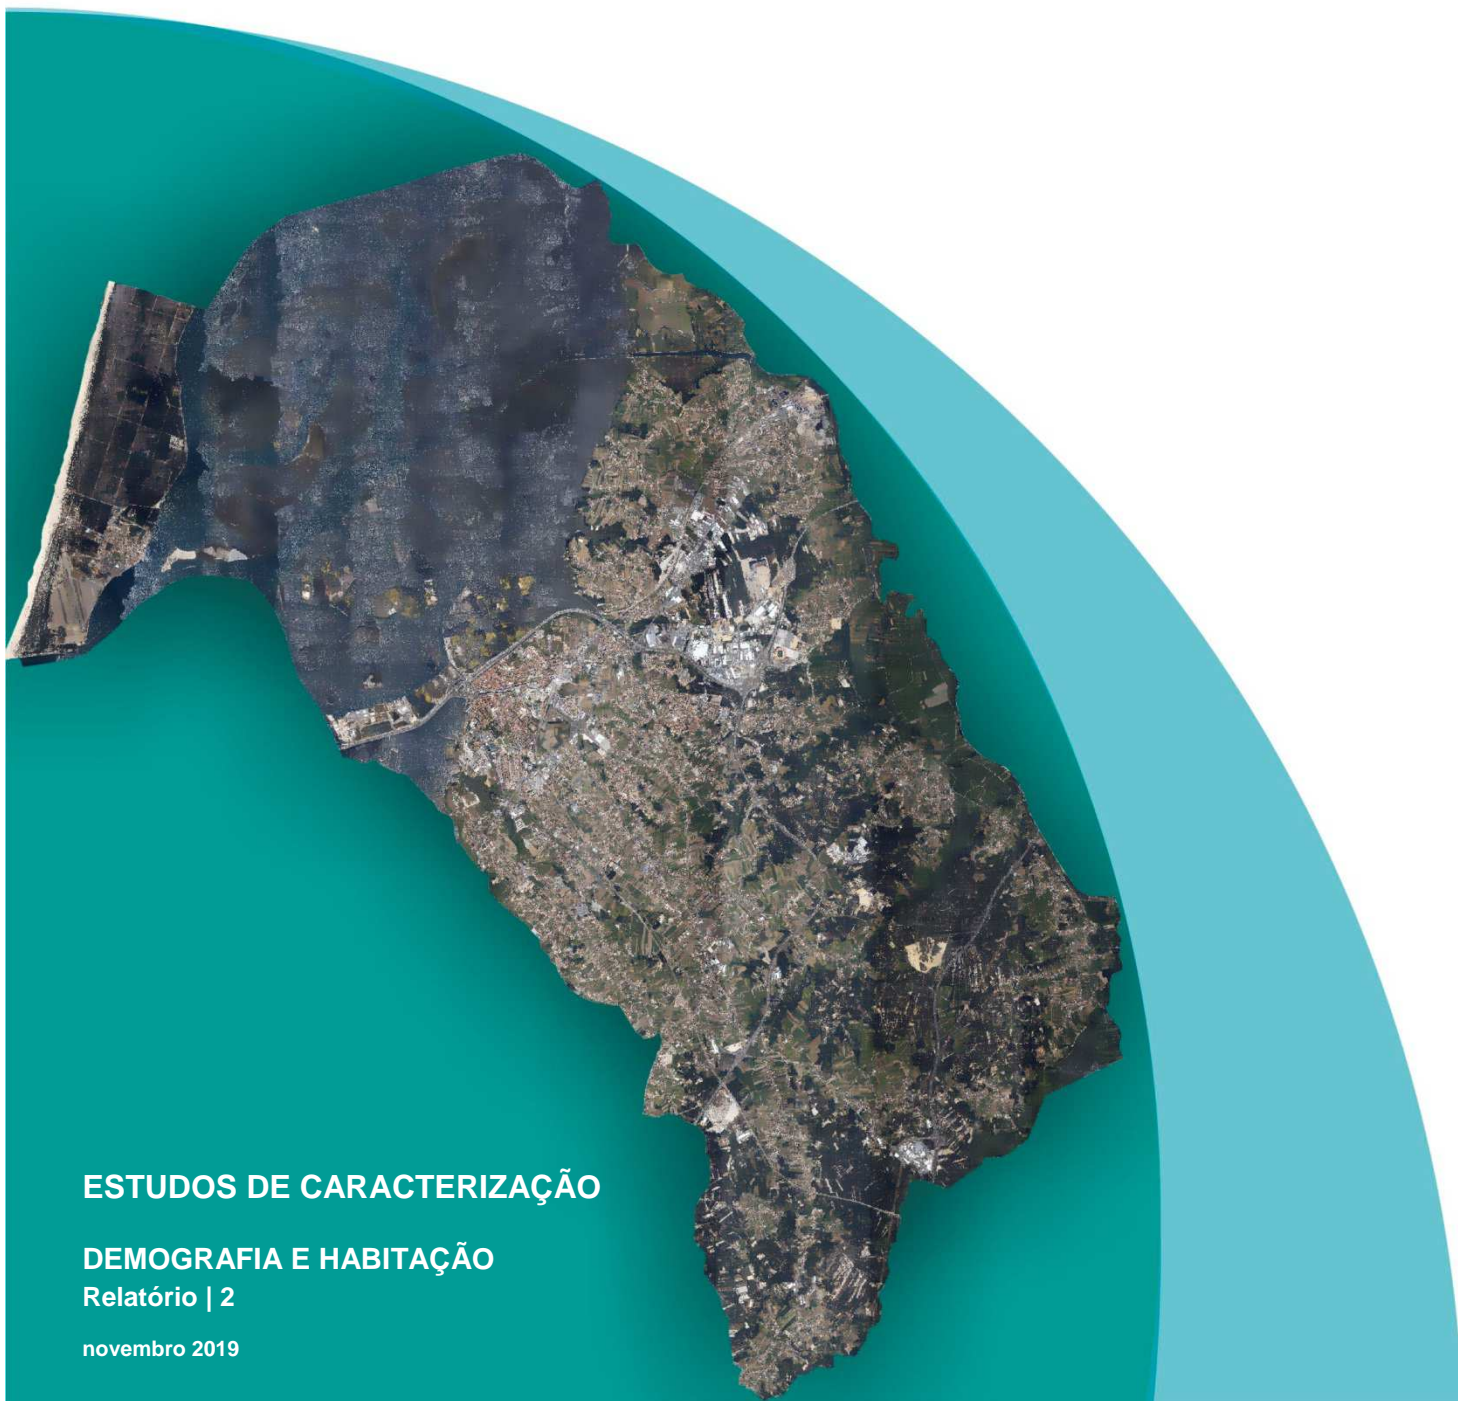 ESTUDOS DE CARACTERIZAÇÃO
DEMOGRAFIA E HABITAÇÃO
Relatório | 2
novembro 2019